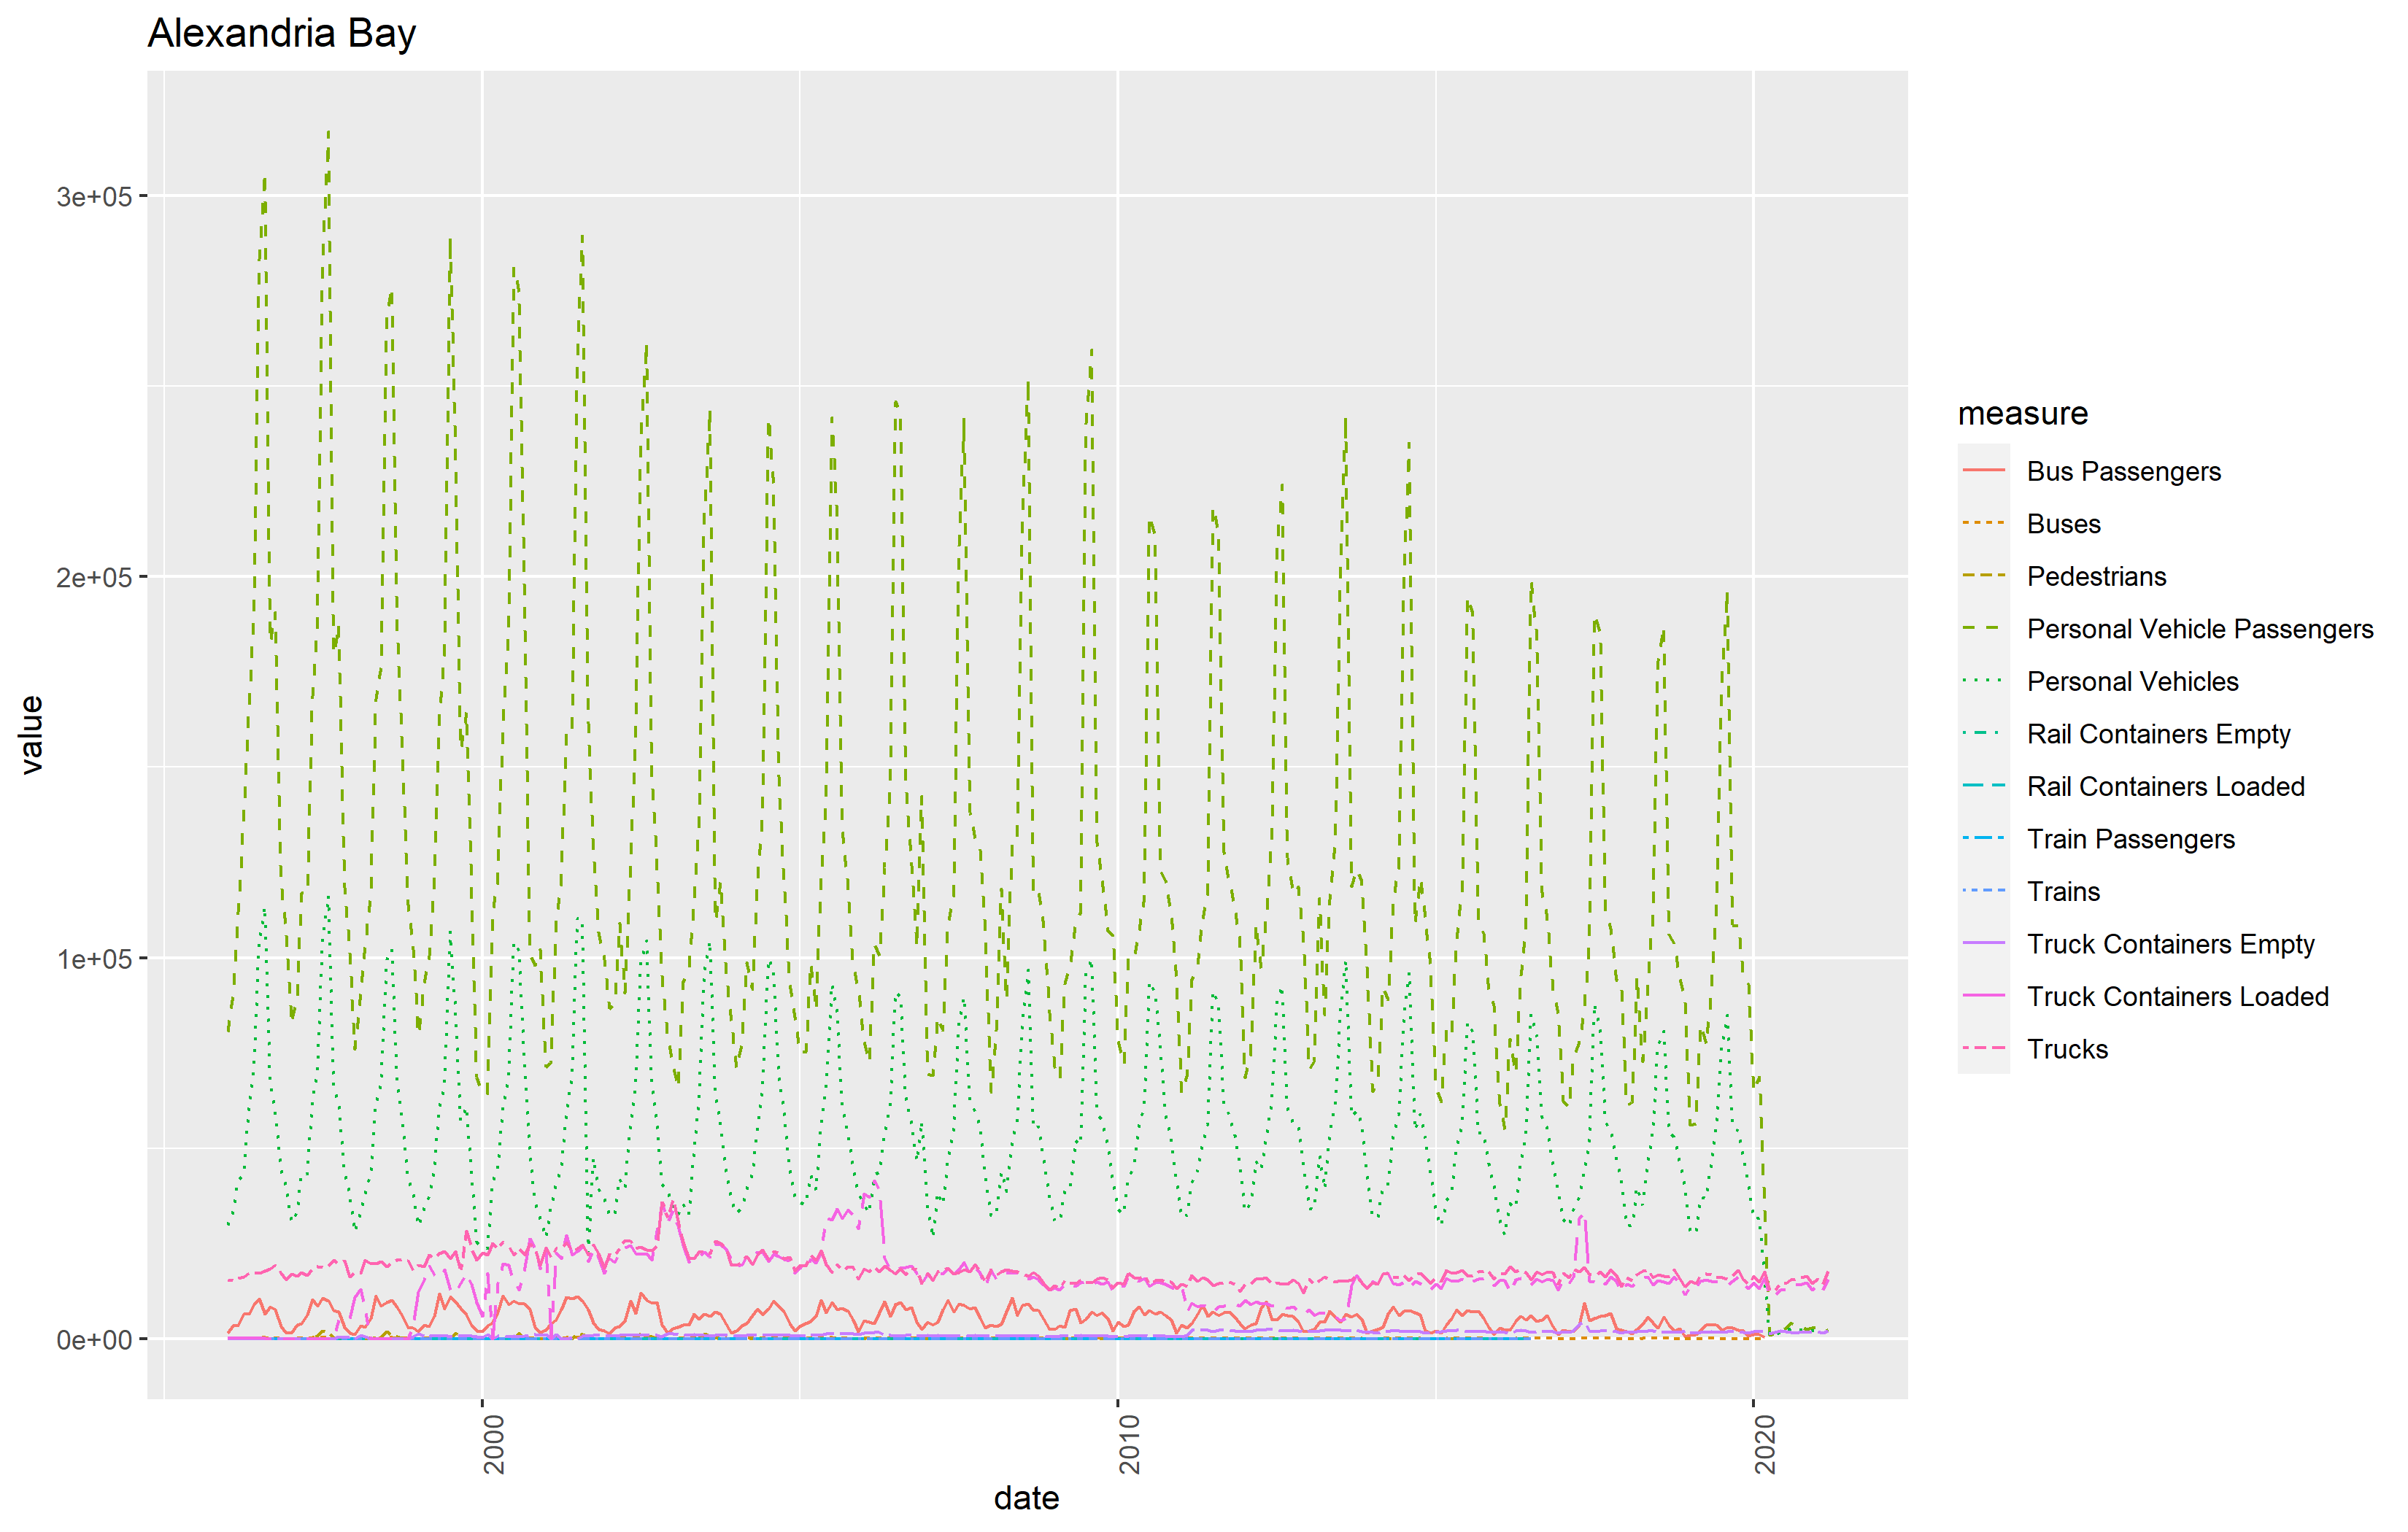 Alexandria Bay
value
3e+05
2e+05
1e+05
0e+00
2000
2010
2020
date
measure
Bus Passengers
Buses
Pedestrians
Personal Vehicle Passengers
Personal Vehicles
Rail Containers Empty
Rail Containers Loaded
Train Passengers
Trains
Truck Containers Empty
Truck Containers Loaded
Trucks